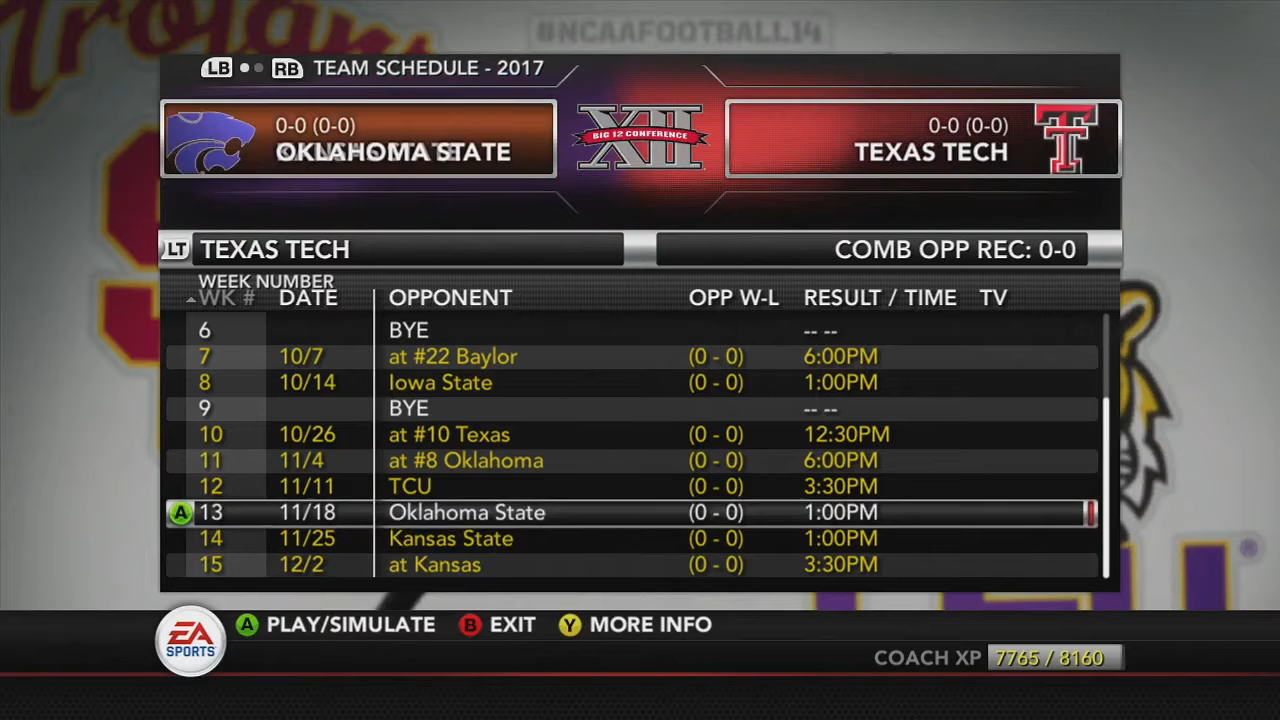 Trojans
#NCAAFOOTBALL14
LB RB TEAM SCHEDULE - 2017
0-0 (0-0)
OKLAHOMA STATE
XII
BIG 12 CONFERENCE
0-0 (0-0)
TEXAS TECH
T
LT TEXAS TECH
COMB OPP REC: 0-0
WEEK NUMBER
WK # DATE OPPONENT OPP W-L RESULT / TIME TV
6 BYE -- --
7 10/7 at #22 Baylor (0 - 0) 6:00PM
8 10/14 Iowa State (0 - 0) 1:00PM
9 BYE -- --
10 10/26 at #10 Texas (0 - 0) 12:30PM
11 11/4 at #8 Oklahoma (0 - 0) 6:00PM
12 11/11 TCU (0 - 0) 3:30PM
A 13 11/18 Oklahoma State (0 - 0) 1:00PM
14 11/25 Kansas State (0 - 0) 1:00PM
15 12/2 at Kansas (0 - 0) 3:30PM
EA SPORTS
A PLAY/SIMULATE B EXIT Y MORE INFO
COACH XP 7765 / 8160